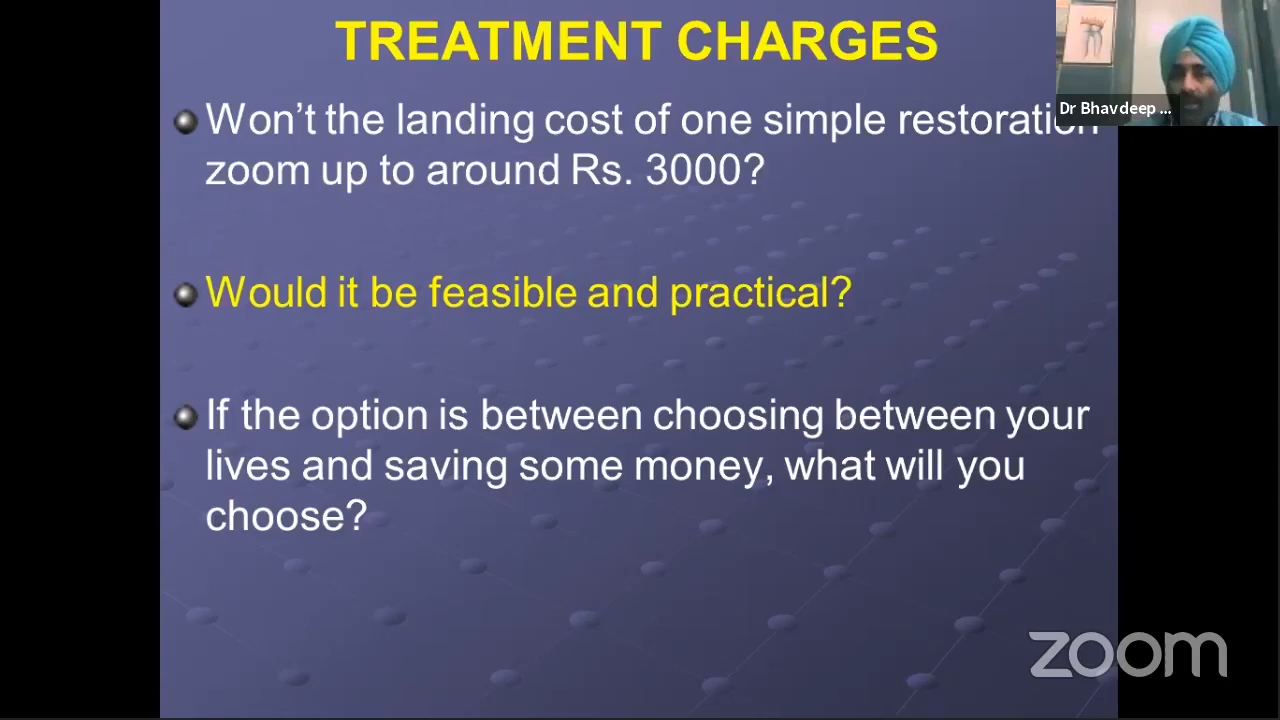 TREATMENT CHARGES
Won’t the landing cost of one simple restoration
zoom up to around Rs. 3000?
Would it be feasible and practical?
If the option is between choosing between your
lives and saving some money, what will you
choose?
Dr Bhavdeep ...
zoom